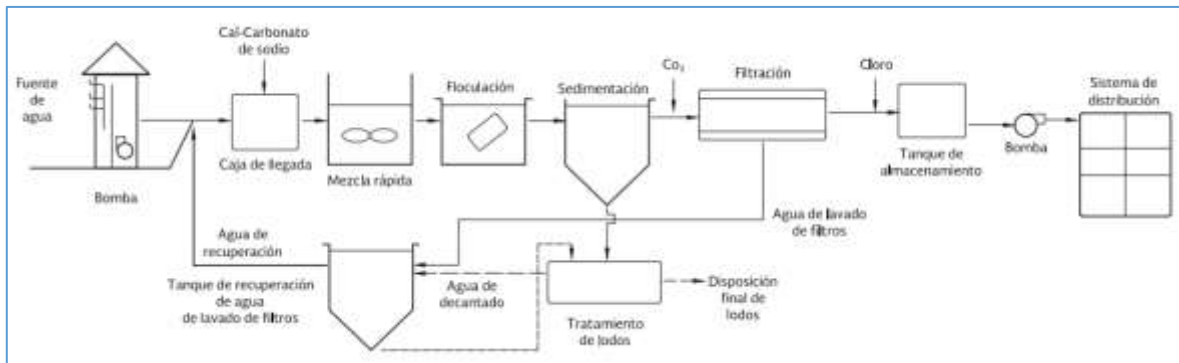 Cal-Carbonato
de sodio
Fuente
de
agua
Bomba
Caja de llegada
Mezcla rápida
Floculación
Sedimentación
Co₂
Filtración
Cloro
Tanque de
almacenamiento
Bomba
Sistema de
distribución
Agua de lavado
de filtros
Agua de
recuperación
Tanque de recuperación
de agua
de lavado de filtros
Agua de
decantado
Tratamiento
de lodos
Disposición
final de
lodos